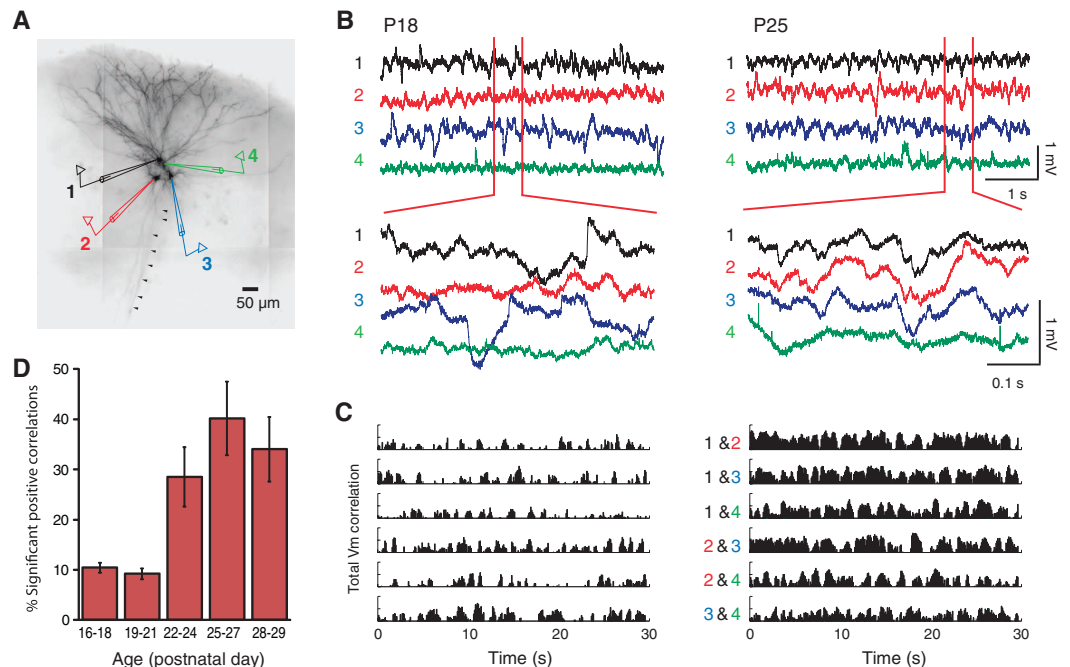 A
1
2
3
4
50 µm
B
P18
P25
1
2
3
4
1
2
3
4
1 mV
1 s
1
2
3
4
1
2
3
4
1 mV
0.1 s
C
Total Vm correlation
1 & 2
1 & 3
1 & 4
2 & 3
2 & 4
3 & 4
0 10 20 30
Time (s)
0 10 20 30
Time (s)
D
% Significant positive correlations
50
40
30
20
10
0
16-18 19-21 22-24 25-27 28-29
Age (postnatal day)